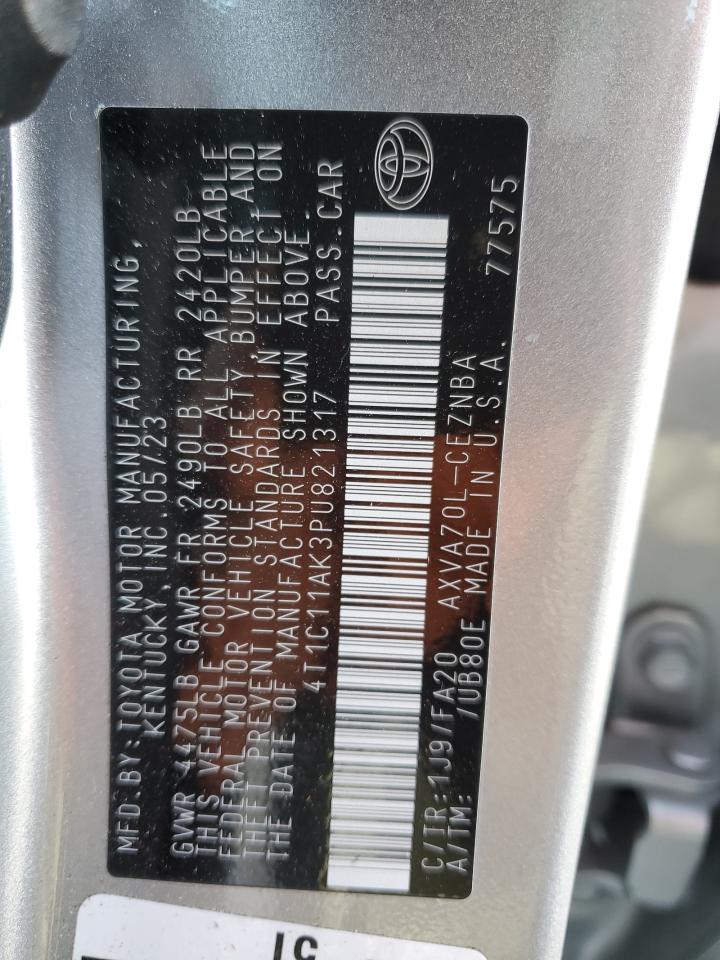 MFD.BY:TOYOTA MOTOR MANUFACTURING,
KENTUCKY,INC.05/23
GVWR 4475LB GAWR FR 2490LB RR 2420LB
THIS VEHICLE CONFORMS TO ALL APPLICABLE
FEDERAL MOTOR VEHICLE SAFETY,BUMPER,AND
THEFT PREVENTION STANDARDS IN EFFECT ON
THE DATE OF MANUFACTURE SHOWN ABOVE.
4T1C11AK3PU821317 PASS.CAR
C/TR:1J9/FA20 AXVA70L-CEZNBA
A/TM: /UB80E MADE IN U.S.A. 77575